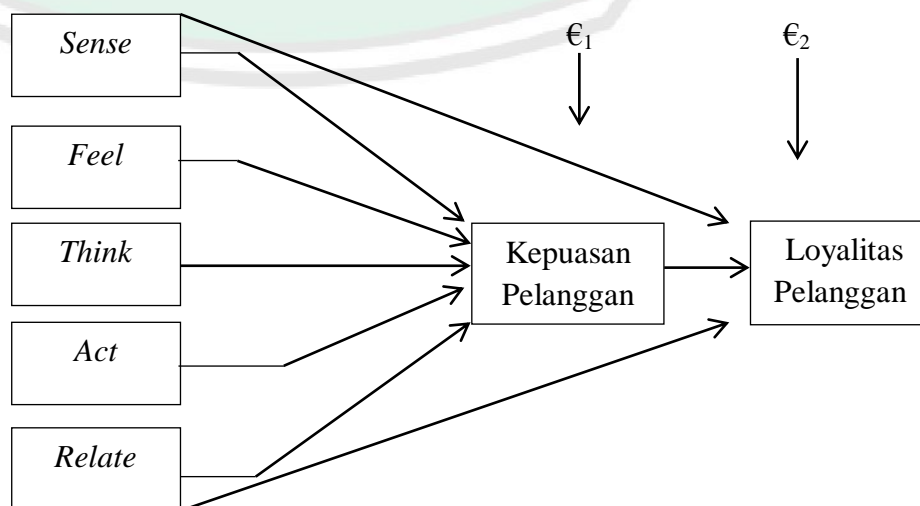 Sense
€1
€2
Feel
Think
Kepuasan
Pelanggan
Loyalitas
Pelanggan
Act
Relate